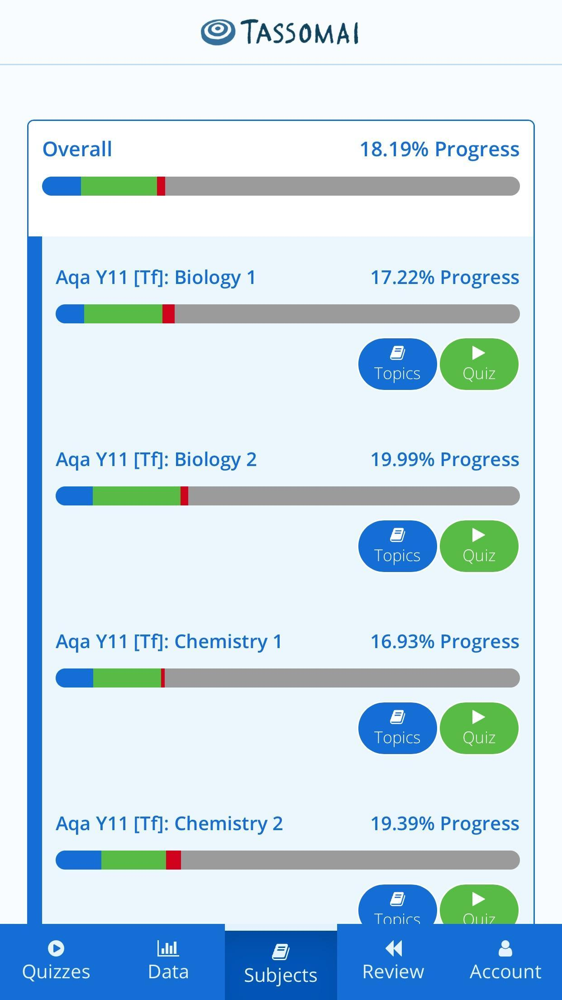 TASSOMAI
Overall 18.19% Progress
Aqa Y11 [Tf]: Biology 1 17.22% Progress
Topics Quiz
Aqa Y11 [Tf]: Biology 2 19.99% Progress
Topics Quiz
Aqa Y11 [Tf]: Chemistry 1 16.93% Progress
Topics Quiz
Aqa Y11 [Tf]: Chemistry 2 19.39% Progress
Topics Quiz
Quizzes Data Subjects Review Account